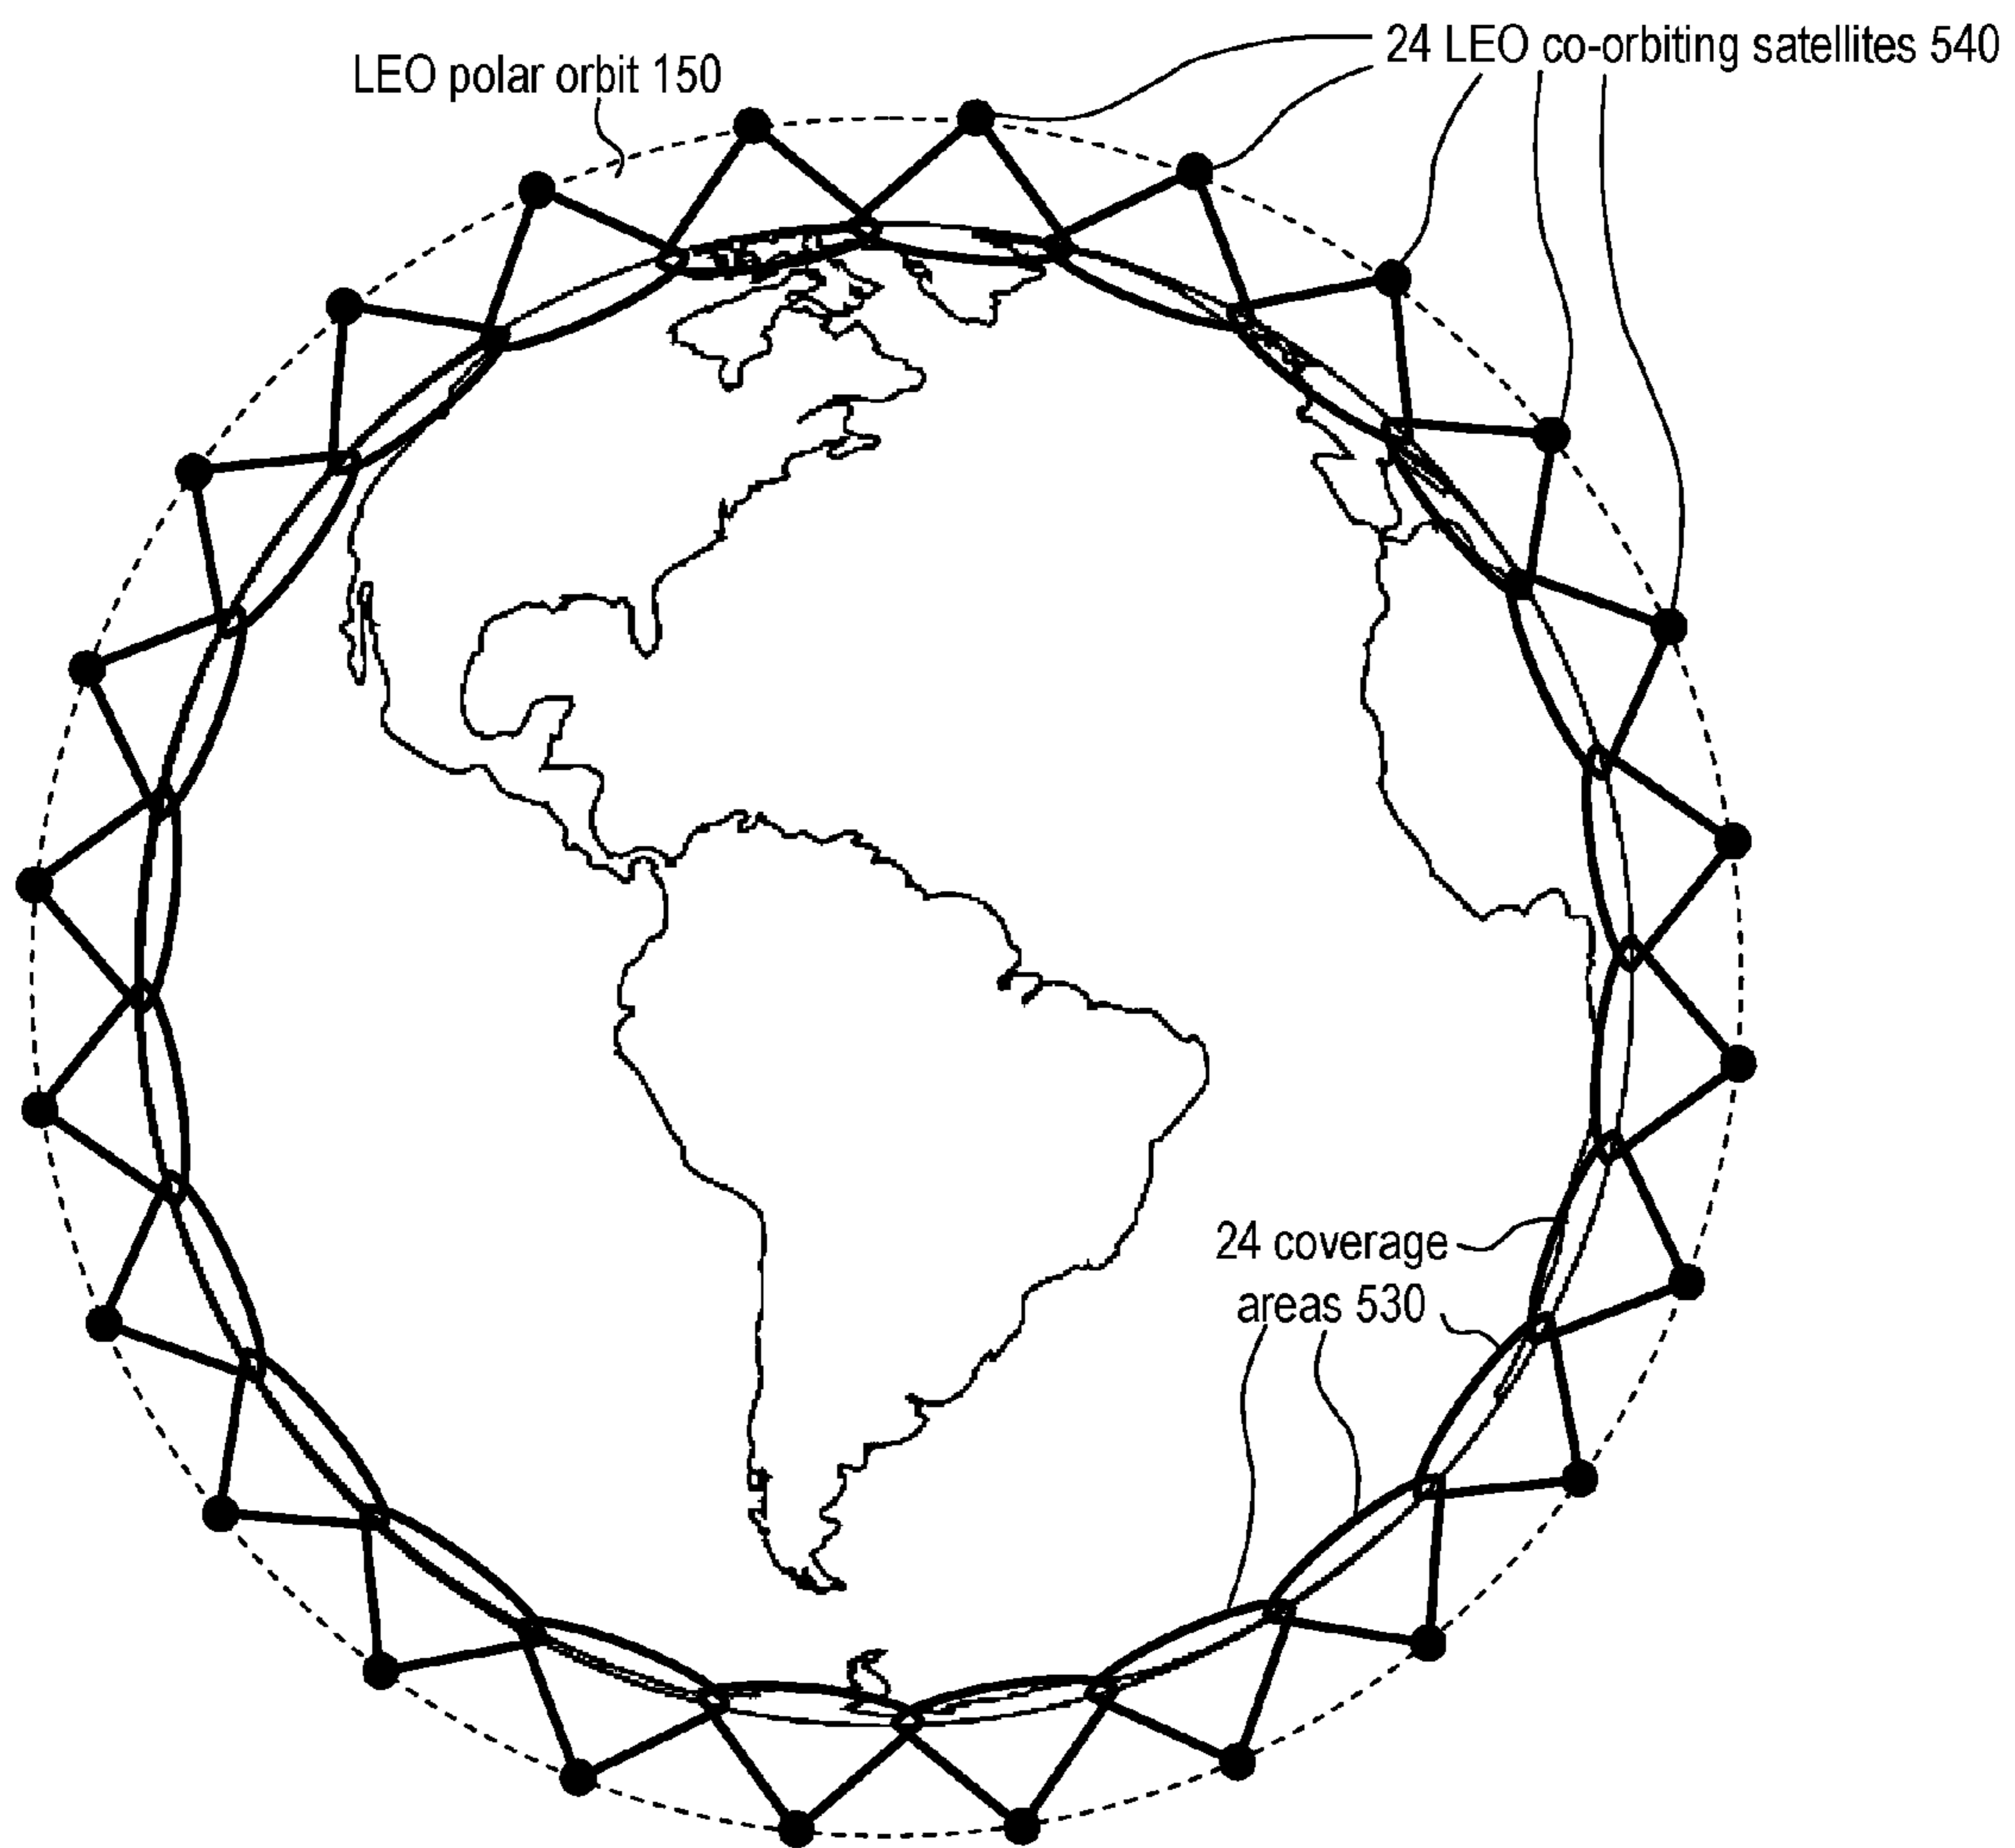 24 LEO co-orbiting satellites 540
LEO polar orbit 150
24 coverage
areas 530